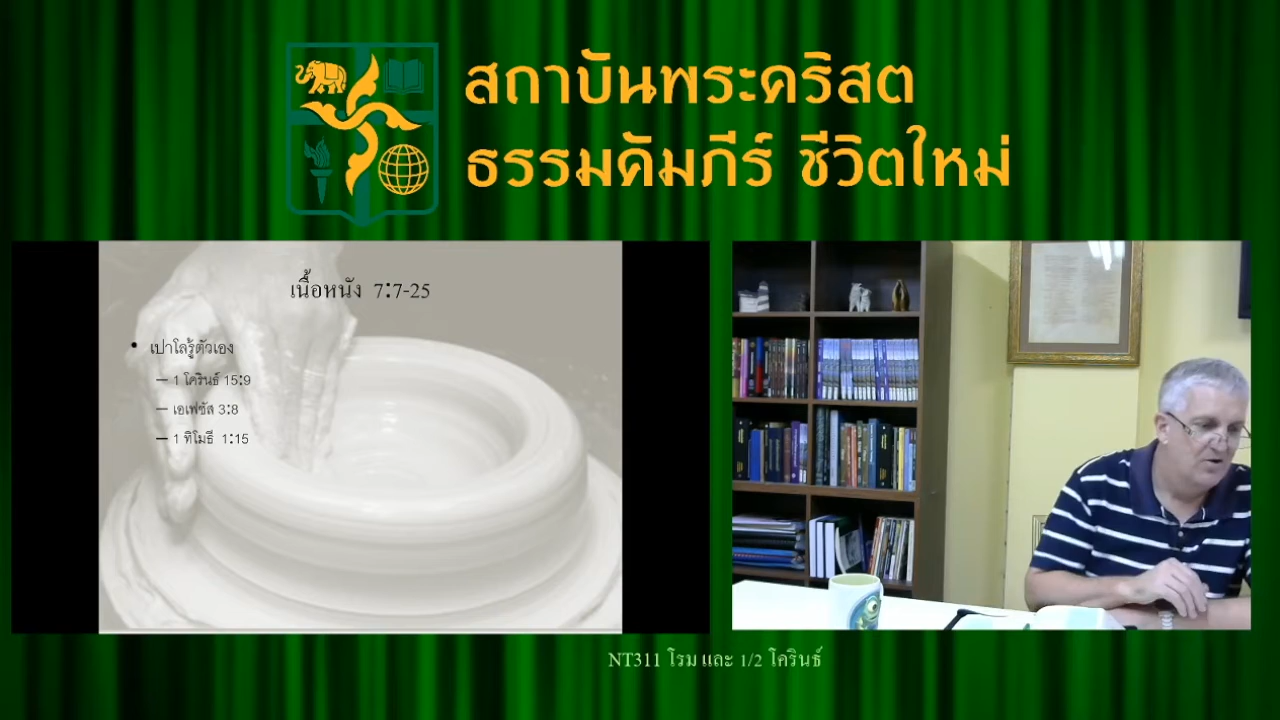 สถาบันพระคริสต
ธรรมคัมภีร์ ชีวิตใหม่
เนื้อหนัง 7:7-25
• เปาโลรู้ตัวเอง
– 1 โครินธ์ 15:9
– เอเฟซัส 3:8
– 1 ทิโมธี 1:15
NT311 โรม และ 1/2 โครินธ์